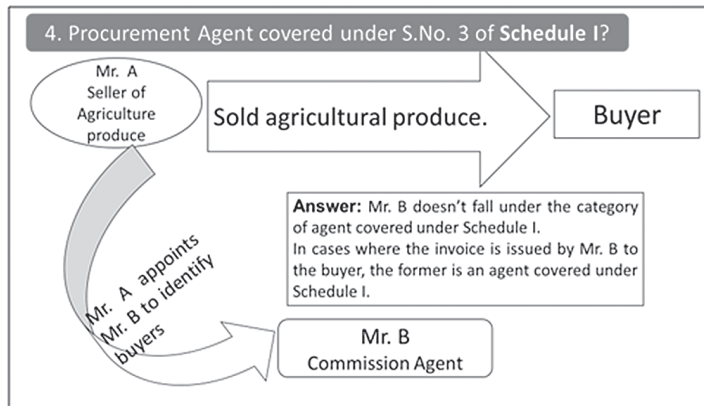 4. Procurement Agent covered under S.No. 3 of Schedule I?
Mr. A
Seller of
Agriculture
produce
Sold agricultural produce.
Buyer
Answer: Mr. B doesn’t fall under the category
of agent covered under Schedule I.
In cases where the invoice is issued by Mr. B to
the buyer, the former is an agent covered under
Schedule I.
Mr. A appoints
Mr. B to identify
buyers
Mr. B
Commission Agent